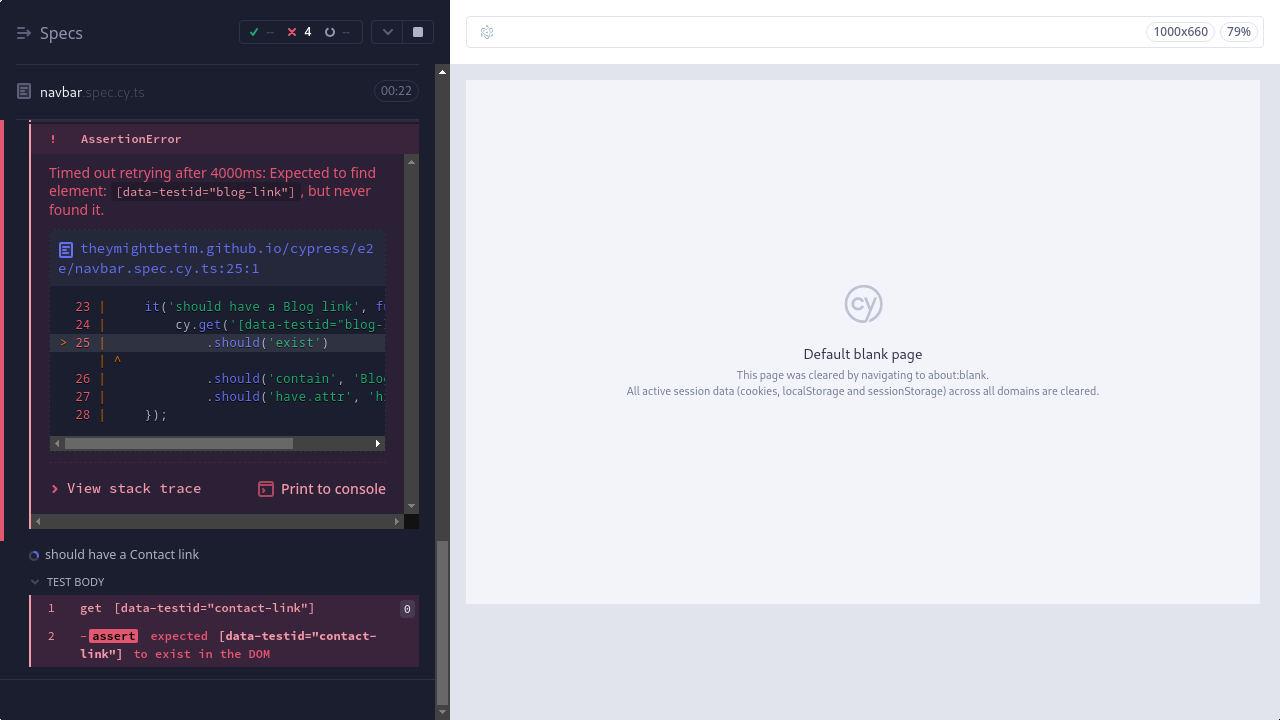 Specs
-- 4 --
navbar.spec.cy.ts 00:22
! AssertionError
Timed out retrying after 4000ms: Expected to find
element: [data-testid="blog-link"], but never
found it.
theymightbetim.github.io/cypress/e2
e/navbar.spec.cy.ts:25:1
23 | it('should have a Blog link', fu
24 | cy.get('[data-testid="blog-l
> 25 | .should('exist')
| ^
26 | .should('contain', 'Blog
27 | .should('have.attr', 'h
28 | });
View stack trace
Print to console
should have a Contact link
TEST BODY
1 get [data-testid="contact-link"] 0
2 -assert expected [data-testid="contact-
link"] to exist in the DOM
1000x660 79%
cy
Default blank page
This page was cleared by navigating to about:blank.
All active session data (cookies, localStorage and sessionStorage) across all domains are cleared.